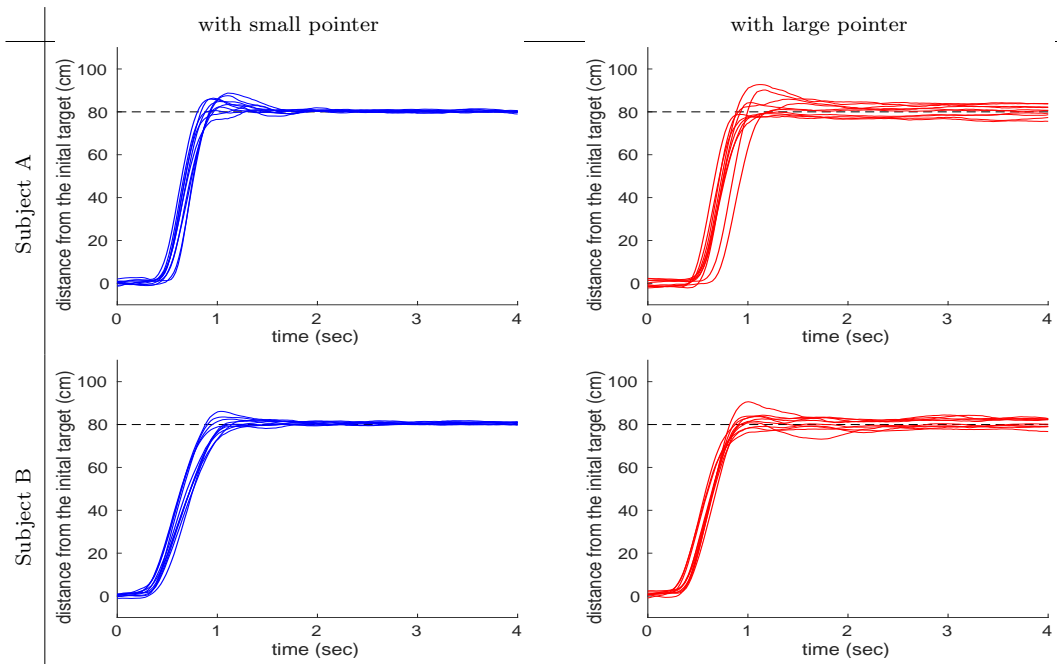 with small pointer
with large pointer
Subject A
distance from the inital target (cm)
100
80
60
40
20
0
0 1 2 3 4
time (sec)
distance from the inital target (cm)
100
80
60
40
20
0
0 1 2 3 4
time (sec)
Subject B
distance from the inital target (cm)
100
80
60
40
20
0
0 1 2 3 4
time (sec)
distance from the inital target (cm)
100
80
60
40
20
0
0 1 2 3 4
time (sec)